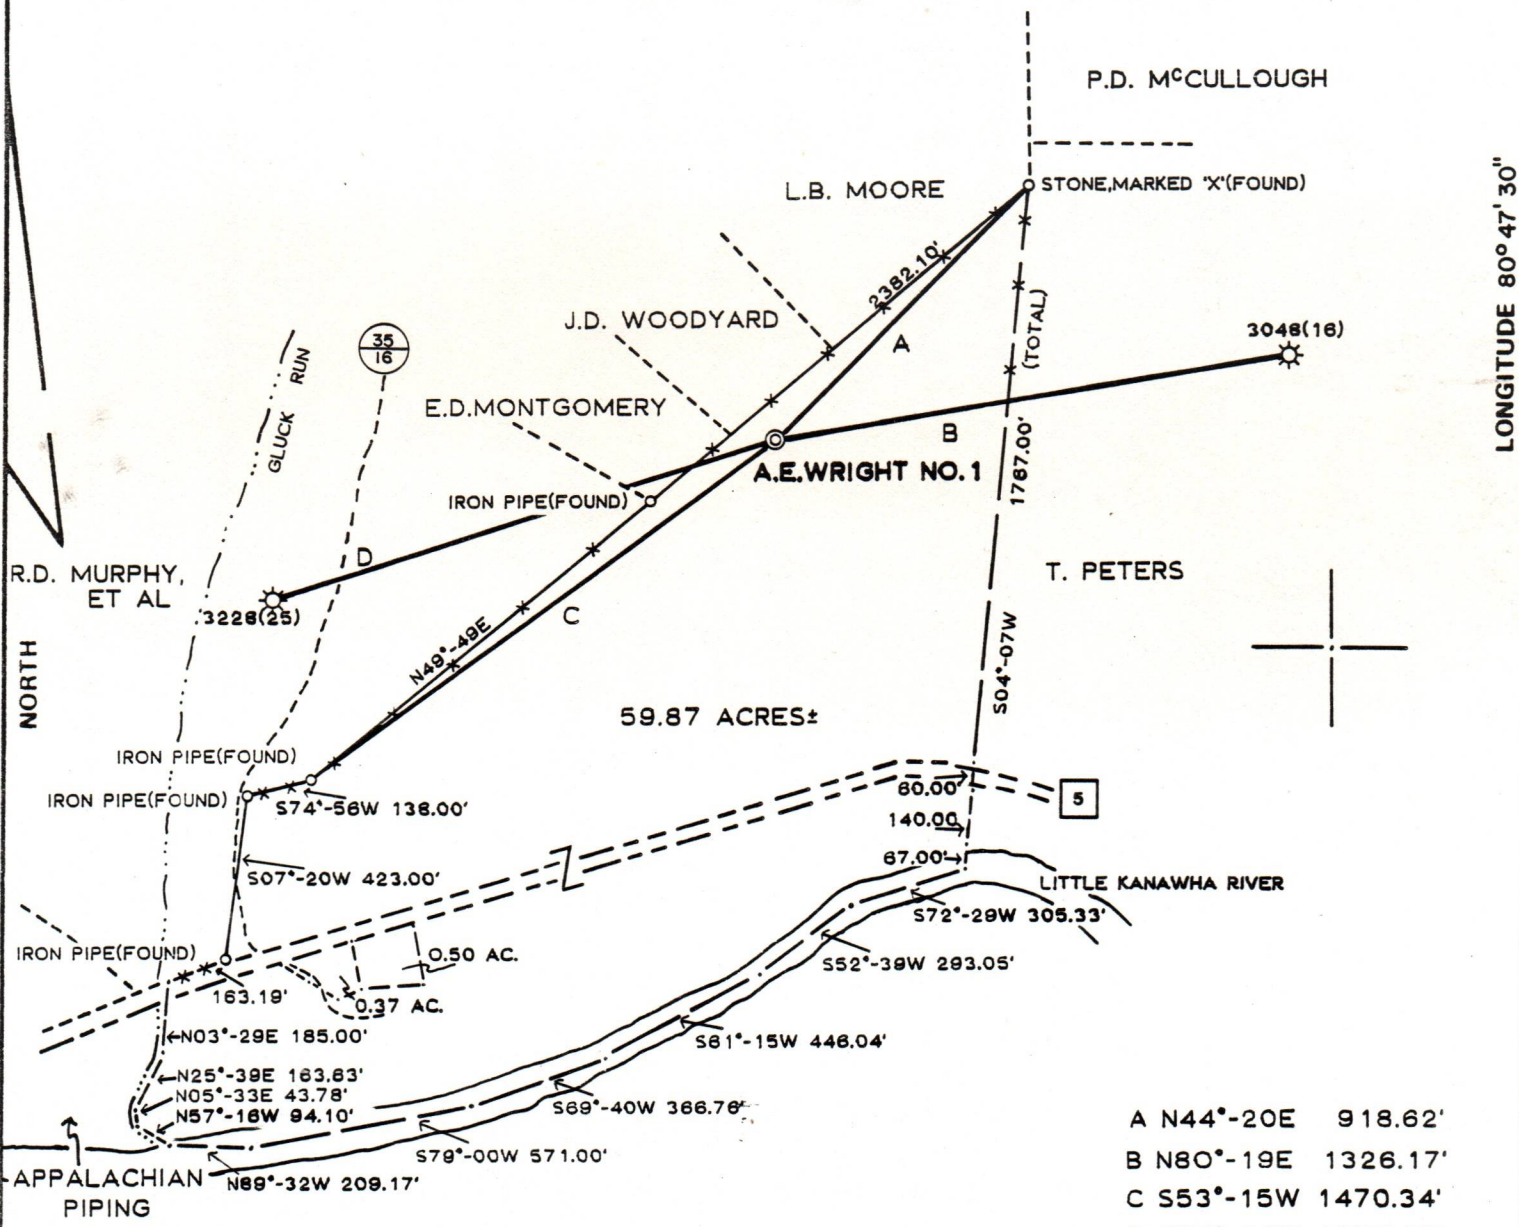 P.D. McCULLOUGH
LONGITUDE 80° 47' 30"
STONE, MARKED "X"(FOUND)
L.B. MOORE
2382.10'
J.D. WOODYARD
(TOTAL)
3046(16)
35
16
GLUCK RUN
A
E.D.MONTGOMERY
B
A.E.WRIGHT NO.1
1787.00'
IRON PIPE(FOUND)
D
R.D. MURPHY,
ET AL
3226(25)
C
T. PETERS
N49°-49E
NORTH
S04°-07W
59.87 ACRES±
IRON PIPE(FOUND)
IRON PIPE(FOUND)
S74°-56W 138.00'
60.00'
5
140.00
67.00'
S07°-20W 423.00'
LITTLE KANAWHA RIVER
S72°-29W 305.33'
IRON PIPE(FOUND)
0.50 AC.
S52°-39W 293.05'
163.19'
0.37 AC.
N03°-29E 185.00'
S61°-15W 446.04'
N25°-39E 163.63'
N05°-33E 43.78'
N57°-16W 94.10'
S69°-40W 366.76'
S79°-00W 571.00'
APPALACHIAN
PIPING
N89°-32W 209.17'
A N44°-20E 918.62'
B N80°-19E 1326.17'
C S53°-15W 1470.34'